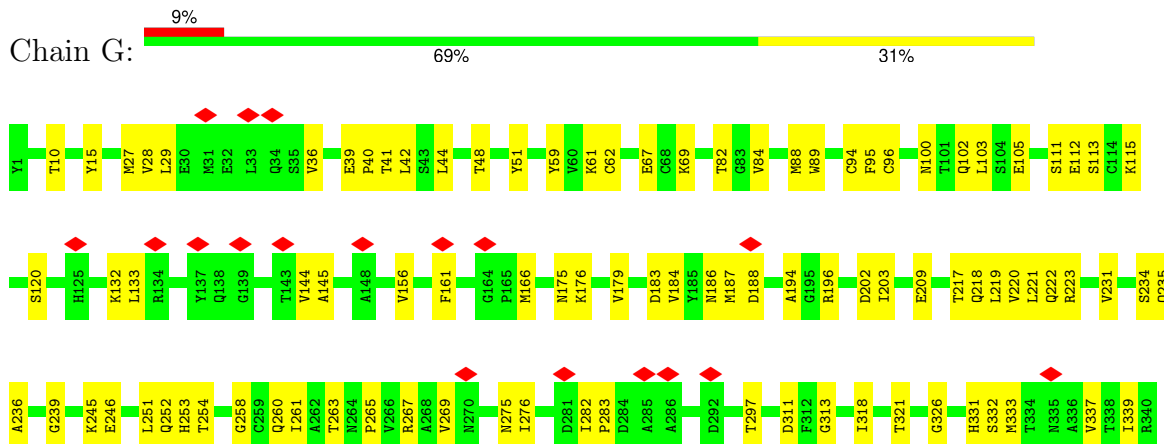 9%
Chain G:
69% 31%
Y1 T10 Y15 M27 V28 L29 E30 M31 E32 L33 Q34 S35 V36 E39 P40 T41 L42 S43 L44 T48 Y51 Y59 V60 K61 C62 E67 C68 K69 T82 G83 V84 M88 W89 C94 F95 C96 N100 T101 Q102 L103 S104 E105 S111 E112 S113 C114 K115
S120 H125 K132 L133 R134 Y137 Q138 G139 T143 V144 A145 A148 V156 F161 G164 P165 M166 N175 K176 V179 D183 V184 Y185 N186 M187 D188 A194 G195 R196 D202 I203 E209 T217 Q218 L219 V220 L221 Q222 R223 V231 S234
A236 G239 K245 E246 L251 Q252 H253 T254 G258 C259 Q260 I261 A262 T263 N264 P265 V266 R267 A268 V269 N270 N275 I276 D281 I282 P283 D284 A285 A286 D292 T297 D311 F312 G313 I318 T321 G326 H331 S332 M333 T334 N335 A336 V337 T338 I339 R340